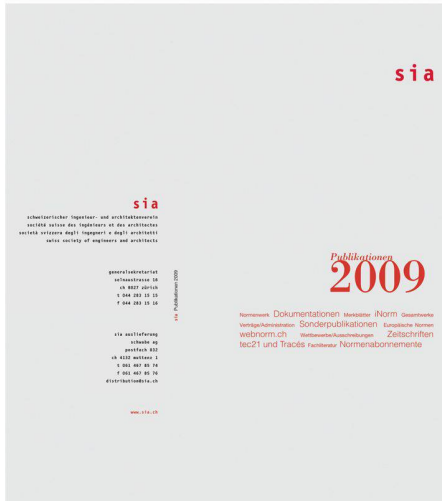 sia
sia
schweizerischer ingenieur- und architektenverein
société suisse des ingénieurs et des architectes
società svizzera degli ingegneri e degli architetti
swiss society of engineers and architects
generalsekretariat
selnaustrasse 16
ch 8027 zürich
t 044 283 15 15
f 044 283 15 16
sia auslieferung
schwabe ag
postfach 832
ch 4132 muttenz 1
t 061 467 85 74
f 061 467 85 76
distribution@sia.ch
www.sia.ch
sia Publikationen 2009
Publikationen
2009
Normenwerk Dokumentationen Merkblätter iNorm Gesamtwerke
Verträge/Administration Sonderpublikationen Europäische Normen
webnorm.ch Wettbewerbe/Ausschreibungen Zeitschriften
tec21 und Tracés Fachliteratur Normenabonnemente